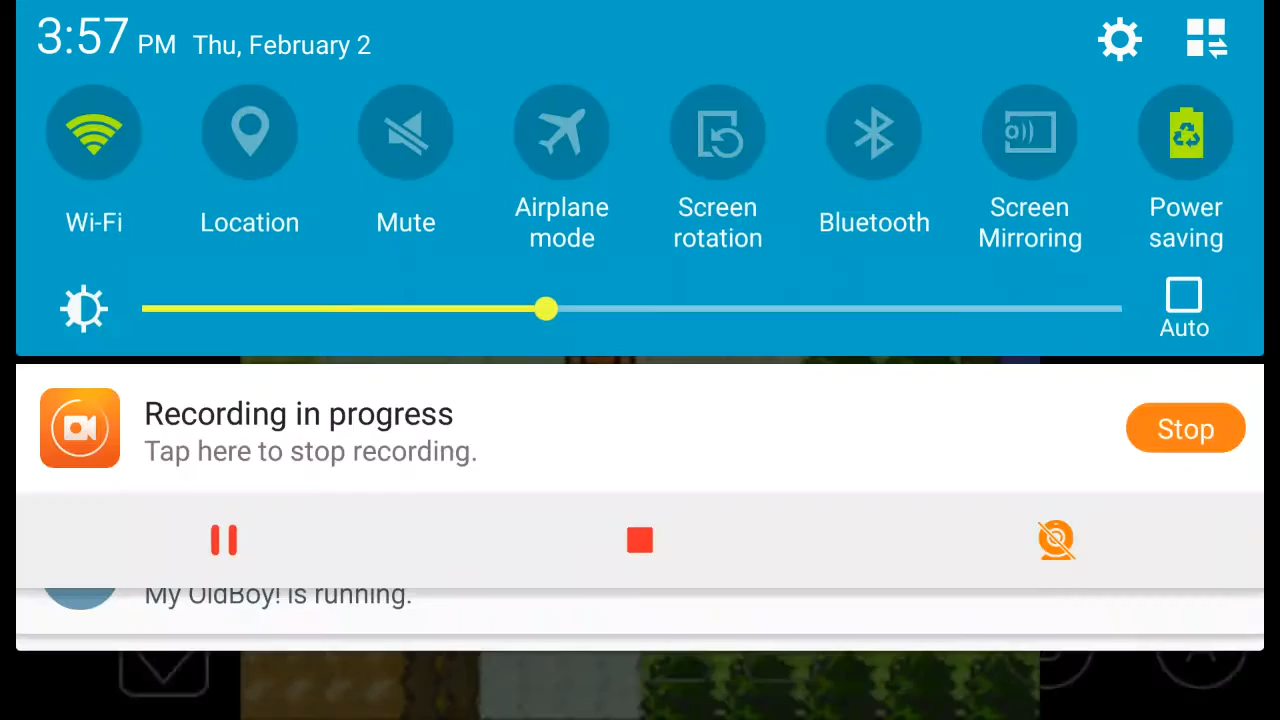 3:57 PM Thu, February 2
Wi-Fi
Location
Mute
Airplane
mode
Screen
rotation
Bluetooth
Screen
Mirroring
Power
saving
Auto
Recording in progress
Tap here to stop recording.
Stop
My OldBoy! is running.